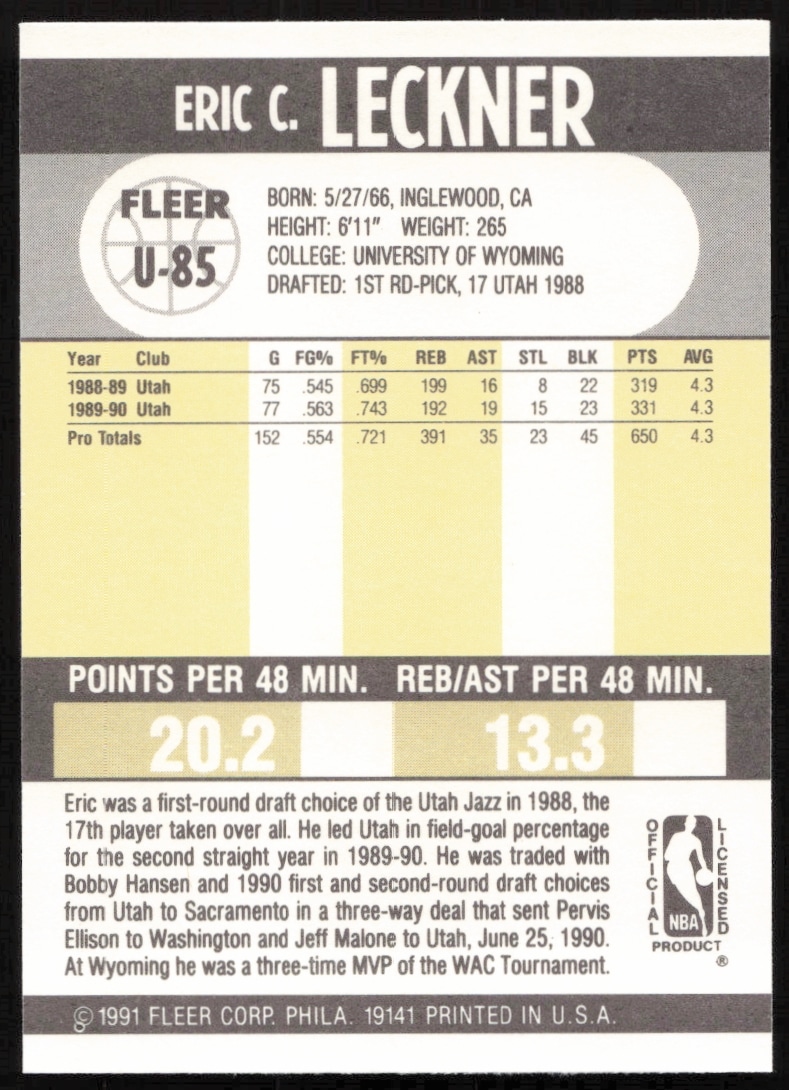 ERIC C. LECKNER
FLEER
U-85
BORN: 5/27/66, INGLEWOOD, CA
HEIGHT: 6'11" WEIGHT: 265
COLLEGE: UNIVERSITY OF WYOMING
DRAFTED: 1ST RD-PICK, 17 UTAH 1988
Year Club G FG% FT% REB AST STL BLK PTS AVG
1988-89 Utah 75 .545 .699 199 16 8 22 319 4.3
1989-90 Utah 77 .563 .743 192 19 15 23 331 4.3
Pro Totals 152 .554 .721 391 35 23 45 650 4.3
POINTS PER 48 MIN. REB/AST PER 48 MIN.
20.2 13.3
Eric was a first-round draft choice of the Utah Jazz in 1988, the
17th player taken over all. He led Utah in field-goal percentage
for the second straight year in 1989-90. He was traded with
Bobby Hansen and 1990 first and second-round draft choices
from Utah to Sacramento in a three-way deal that sent Pervis
Ellison to Washington and Jeff Malone to Utah, June 25, 1990.
At Wyoming he was a three-time MVP of the WAC Tournament.
OFFICIAL
NBA
LICENSED
PRODUCT
®
© 1991 FLEER CORP. PHILA. 19141 PRINTED IN U.S.A.